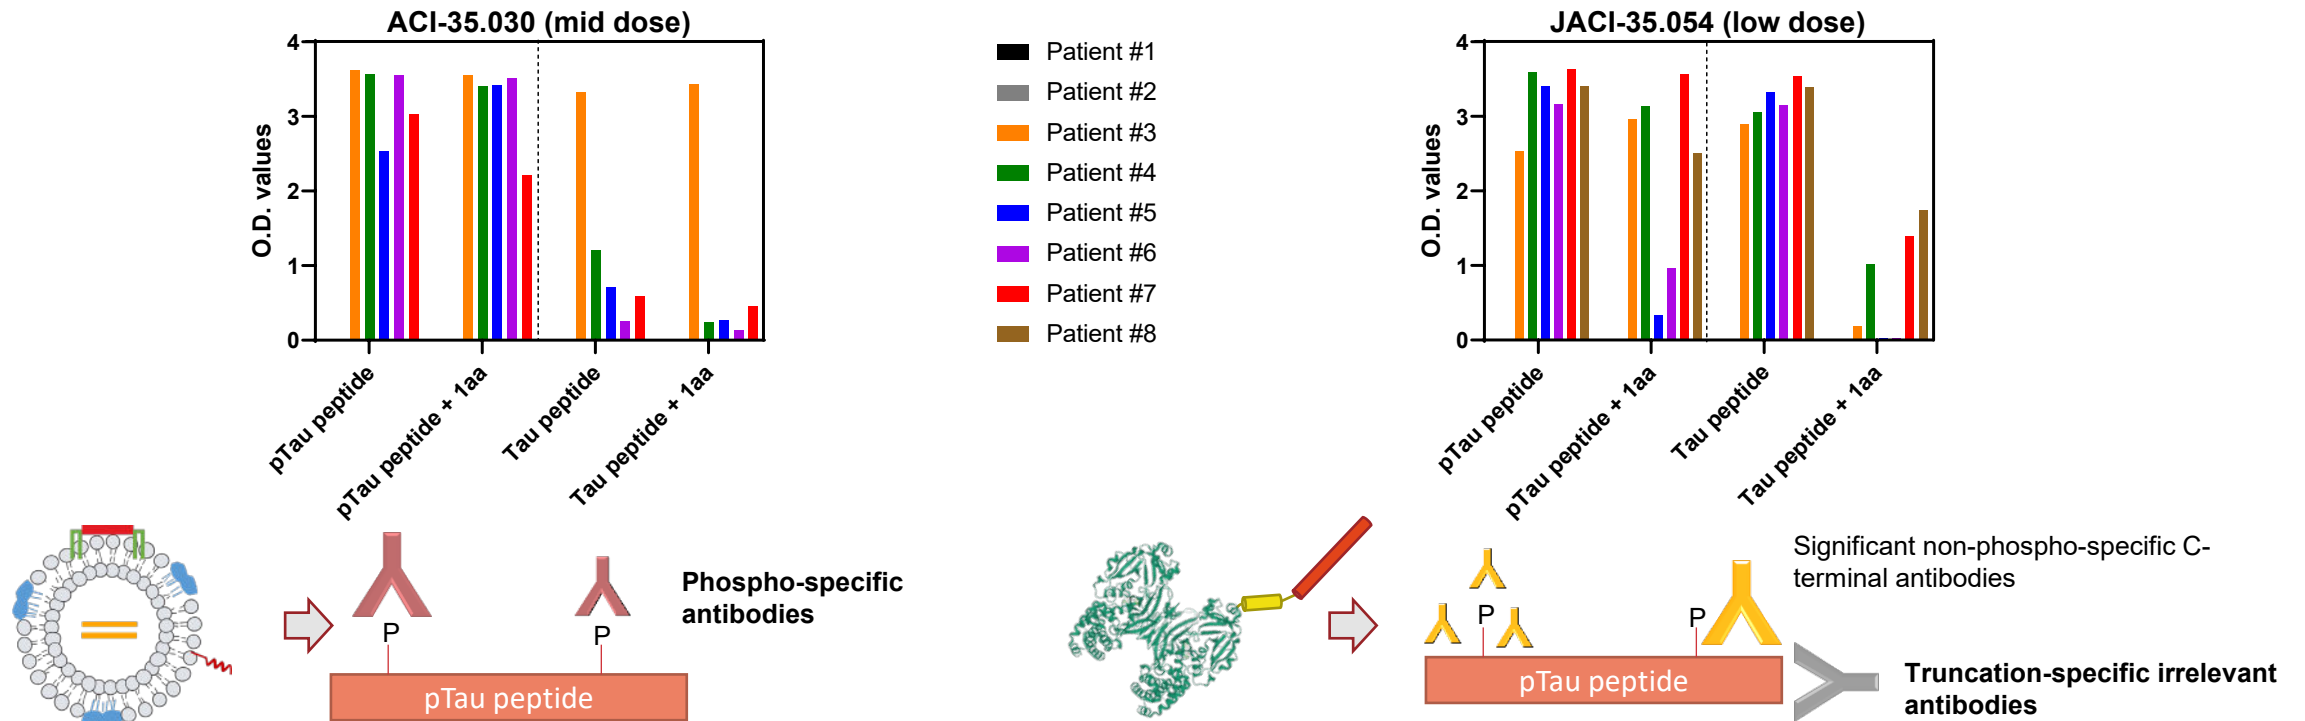 ACI-35.030 (mid dose)
4
3
2
1
0
O.D. values
pTau peptide
pTau peptide + 1aa
Tau peptide
Tau peptide + 1aa
Patient #1
Patient #2
Patient #3
Patient #4
Patient #5
Patient #6
Patient #7
Patient #8
JACI-35.054 (low dose)
4
3
2
1
0
O.D. values
pTau peptide
pTau peptide + 1aa
Tau peptide
Tau peptide + 1aa
P
P
pTau peptide
Phospho-specific
antibodies
P
P
pTau peptide
Significant non-phospho-specific C-
terminal antibodies
Truncation-specific irrelevant
antibodies